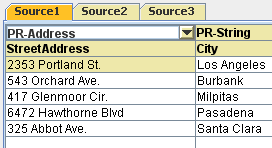 Source1 Source2 Source3
PR-Address PR-String
StreetAddress City
2353 Portland St. Los Angeles
543 Orchard Ave. Burbank
417 Glenmoor Cir. Milpitas
6472 Hawthorne Blvd Pasadena
325 Abbot Ave. Santa Clara